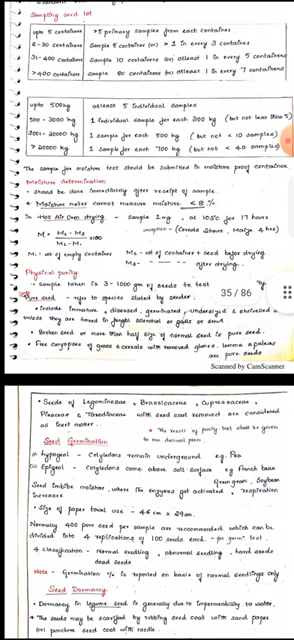 Sampling seed lot
upto 5 containers >5 primary samples from each container
6-30 containers Sample 5 container (or) > 1 in every 3 containers
31-400 containers Sample 10 containers (or) atleast 1 in every 5 containers
>400 containers sample 80 containers (or) atleast 1 in every 7 containers
upto 500kg atleast 5 individual samples
500 - 3000 kg 1 individual sample for each 300 kg (but not less than 5)
3001 - 20000 kg 1 sample for each 500 kg (but not < 10 samples)
> 20000 kg 1 sample for each 700 kg (but not < 40 samples)
The sample for moisture test should be submitted in moisture proof container
Moisture determination
• Should be done immediately after receipt of sample.
• Moisture meter cannot measure moisture < 8 %
In Hot Air Oven drying - sample , at 103°c for 17 hours
M = M2 - M3 / M2 - M1 x100 exception - (Cereals 2hours, Maize 4 hrs)
M1 - wt of empty container M2 - wt of container + seed before drying
M3 - after drying.
Physical purity
• sample taken is 3-1000 gm of seeds to test
Pure seed - refer to species stated by sender. 35 / 86
• Include immature, diseased, germinated, undersized & shrivelled
unless they are turned in fungal sclerotial or galls or smut
• Broken seed or more than half size of normal seed is pure seed.
• Free caryopses of grass & cereals with removed glumes, lemma & paleas
are pure seeds
Scanned by CamScanner
• Seeds of Leguminosae, Brassicaceae, Cupressaceae,
Pinaceae & Taxodiaceae with seed coat removed are considered
as inert matter. • The result of purity test shall be given
to one decimal place.
Seed Germination
(i) hypogeal - Cotyledons remain underground eg. Pea
(ii) Epigeal - cotyledons come above soil surface eg French bean
Green gram, Soybean
Seed imbibe moisture, where the enzymes get activated, respiration
increases
• Size of paper towel use - 46 cm x 29cm.
Normally 400 pure seed per sample are recommended which can be
divided into 4 replications of 100 seeds each. - for germn test.
4 classification - Normal seedling, abnormal seedling, hard seeds
dead seeds
Note - Germination % is reported on basis of normal seedlings only
Seed Dormancy
• Dormancy in legume seed is generally due to impermeability to water.
• The seeds may be scarified by rubbing seed coat with sand paper
(or) puncture seed coat with needle.